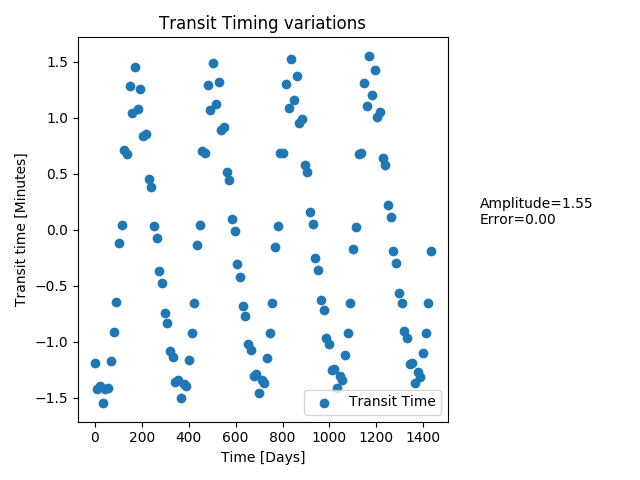 Transit Timing variations
Transit time [Minutes]
1.5
1.0
0.5
0.0
−0.5
−1.0
−1.5
0 200 400 600 800 1000 1200 1400
Time [Days]
Transit Time
Amplitude=1.55
Error=0.00